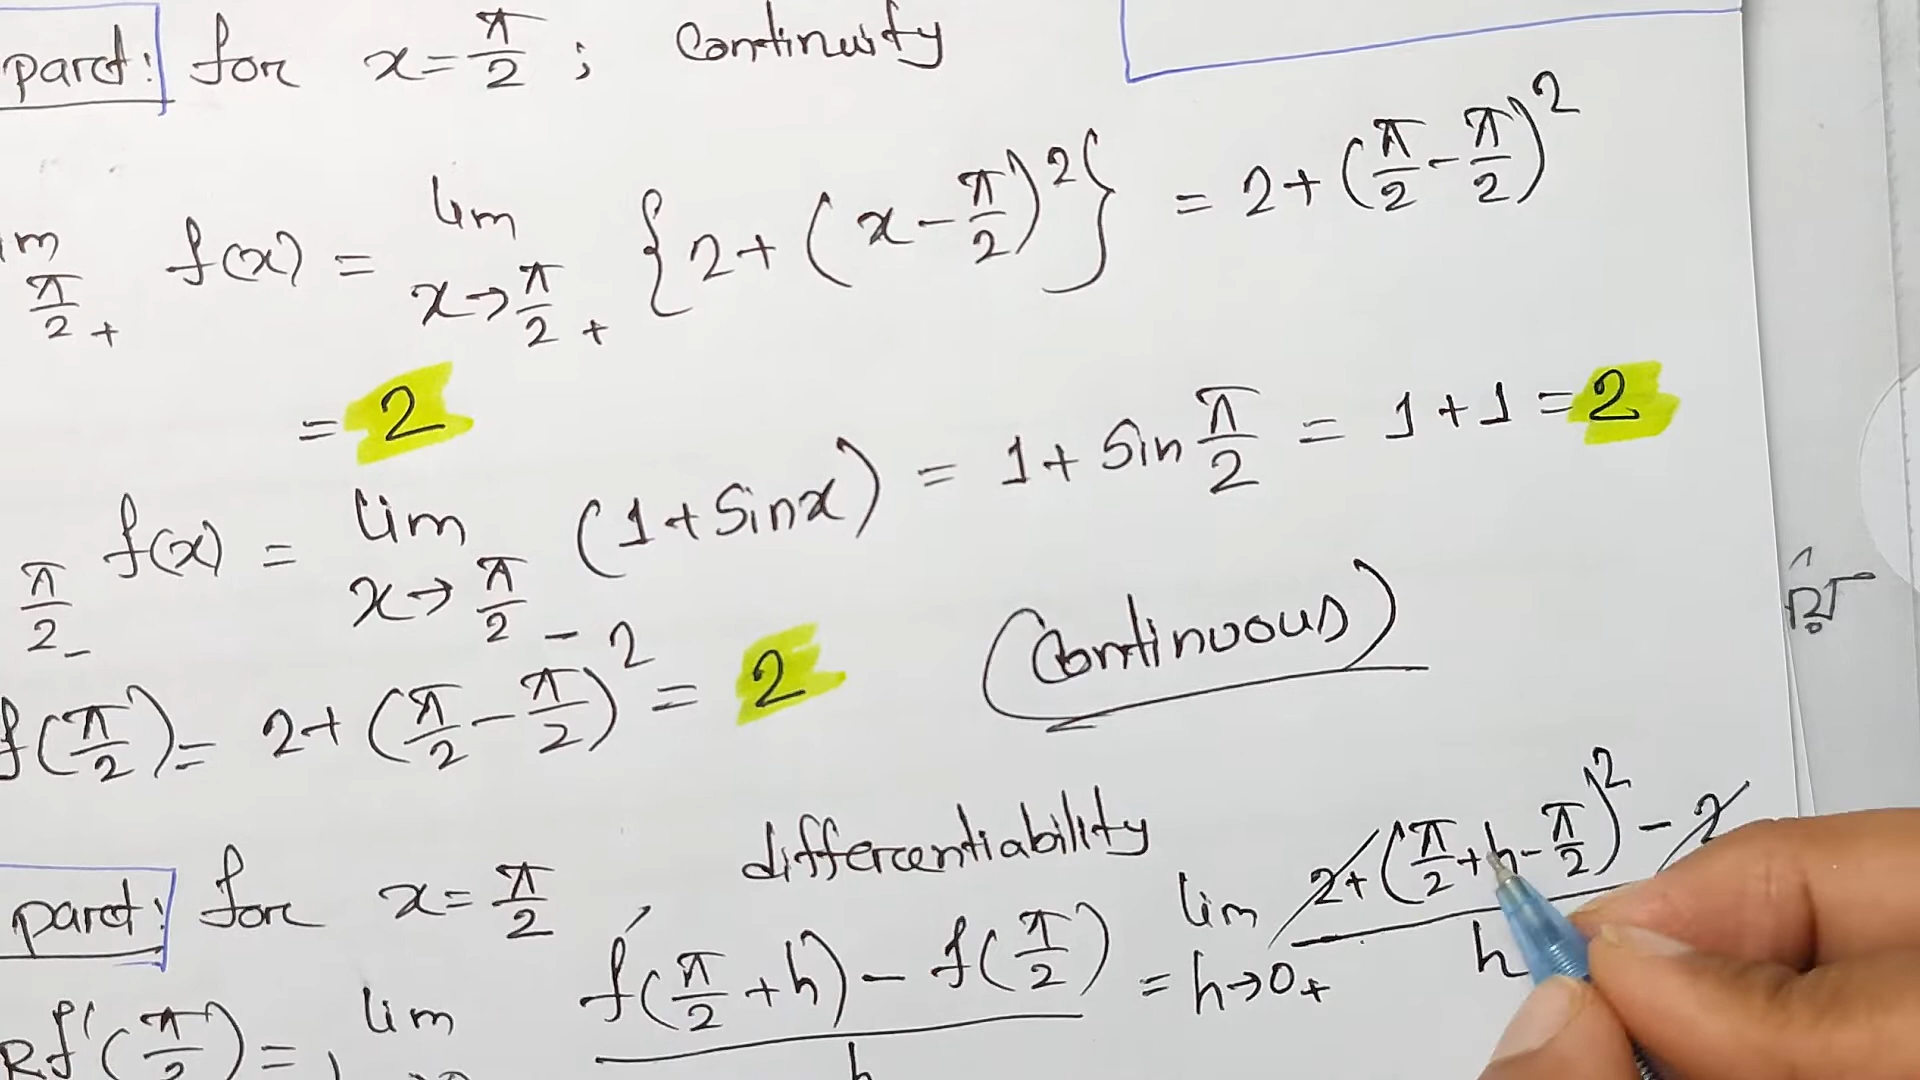 part: for x = π/2 ; continuity
lim π/2+ f(x) = lim x→π/2+ {2+(x-π/2)²} = 2+(π/2-π/2)²
= 2
π/2- f(x) = lim x→π/2- (1+Sinx) = 1+Sin π/2 = 1+1 = 2
f(π/2) = 2+(π/2-π/2)² = 2 (Continuous)
part: for x = π/2 differentiability
Rf'(π/2) = lim f(π/2+h) - f(π/2) / h = lim h→0+ 2+(π/2+h-π/2)² - 2 / h